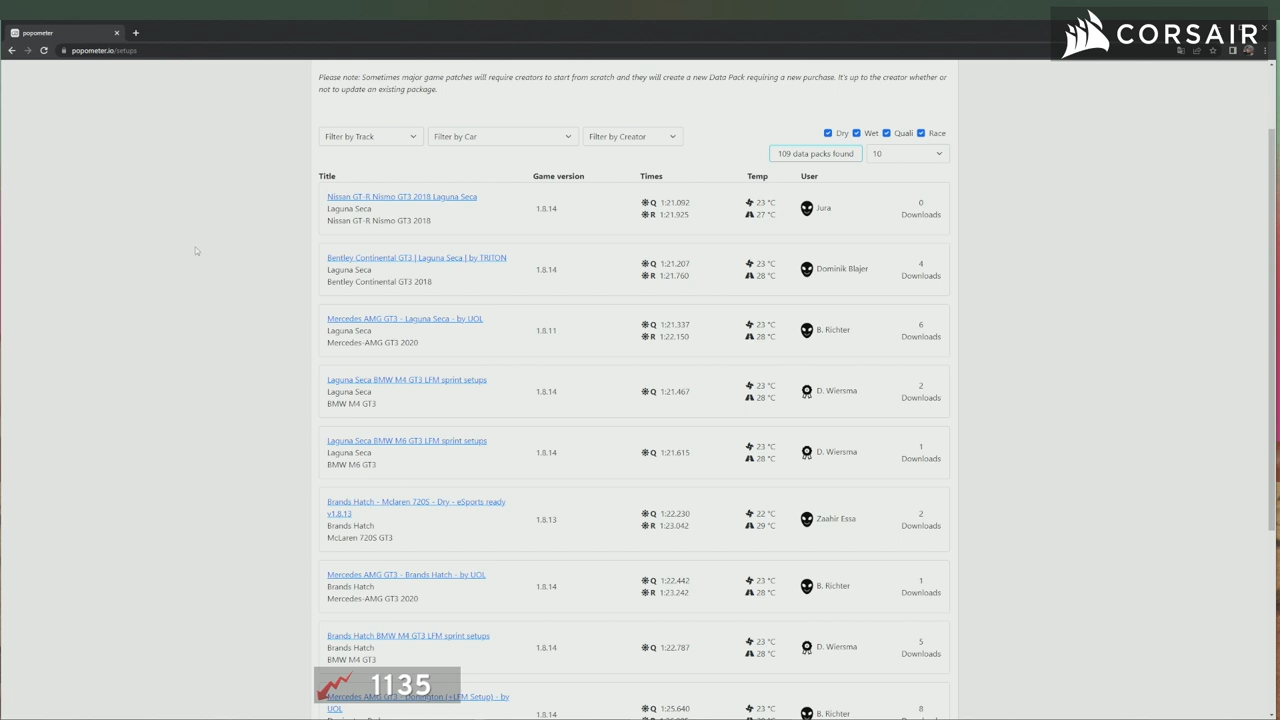 popometer
CORSAIR
popometer.io/setups
Please note: Sometimes major game patches will require creators to start from scratch and they will create a new Data Pack requiring a new purchase. It's up to the creator whether
or not to update an existing package.
Filter by Track Filter by Car Filter by Creator Dry Wet Quali Race
109 data packs found 10
Title Game version Times Temp User
Nissan GT-R Nismo GT3 2018 Laguna Seca
Laguna Seca
Nissan GT-R Nismo GT3 2018
1.8.14
Q 1:21.092
R 1:21.925
23 °C
27 °C
Jura
0
Downloads
Bentley Continental GT3 | Laguna Seca | by TRITON
Laguna Seca
Bentley Continental GT3 2018
1.8.14
Q 1:21.207
R 1:21.760
23 °C
28 °C
Dominik Blajer
4
Downloads
Mercedes AMG GT3 - Laguna Seca - by UOL
Laguna Seca
Mercedes-AMG GT3 2020
1.8.11
Q 1:21.337
R 1:22.150
23 °C
28 °C
B. Richter
6
Downloads
Laguna Seca BMW M4 GT3 LFM sprint setups
Laguna Seca
BMW M4 GT3
1.8.14
Q 1:21.467
23 °C
28 °C
D. Wiersma
2
Downloads
Laguna Seca BMW M6 GT3 LFM sprint setups
Laguna Seca
BMW M6 GT3
1.8.14
Q 1:21.615
23 °C
28 °C
D. Wiersma
1
Downloads
Brands Hatch - Mclaren 720S - Dry - eSports ready
v1.8.13
Brands Hatch
McLaren 720S GT3
1.8.13
Q 1:22.230
R 1:23.042
22 °C
29 °C
Zaahir Essa
2
Downloads
Mercedes AMG GT3 - Brands Hatch - by UOL
Brands Hatch
Mercedes-AMG GT3 2020
1.8.14
Q 1:22.442
R 1:23.242
23 °C
28 °C
B. Richter
1
Downloads
Brands Hatch BMW M4 GT3 LFM sprint setups
Brands Hatch
BMW M4 GT3
1.8.14
Q 1:22.787
23 °C
28 °C
D. Wiersma
5
Downloads
1135
Mercedes AMG GT3 - Donington (+LFM Setup) - by
UOL
1.8.14
Q 1:25.640
23 °C
28 °C
B. Richter
8
Downloads